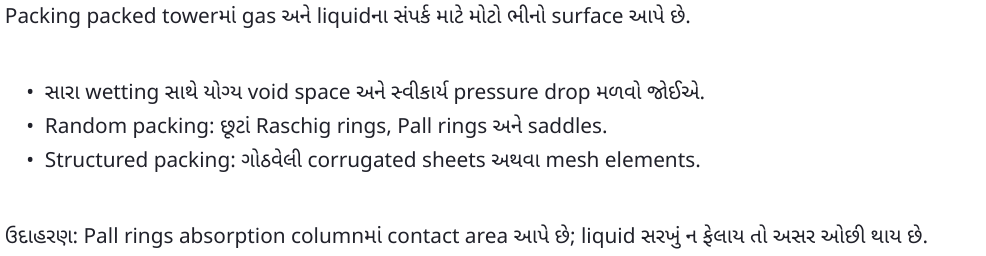 Packing packed towerમાં gas અને liquidના સંપર્ક માટે મોટો ભીનો surface આપે છે.
• સારા wetting સાથે યોગ્ય void space અને સ્વીકાર્ય pressure drop મળવો જોઈએ.
• Random packing: છૂટાં Raschig rings, Pall rings અને saddles.
• Structured packing: ગોઠવેલી corrugated sheets અથવા mesh elements.
ઉદાહરણ: Pall rings absorption columnમાં contact area આપે છે; liquid સરખું ન ફેલાય તો અસર ઓછી થાય છે.